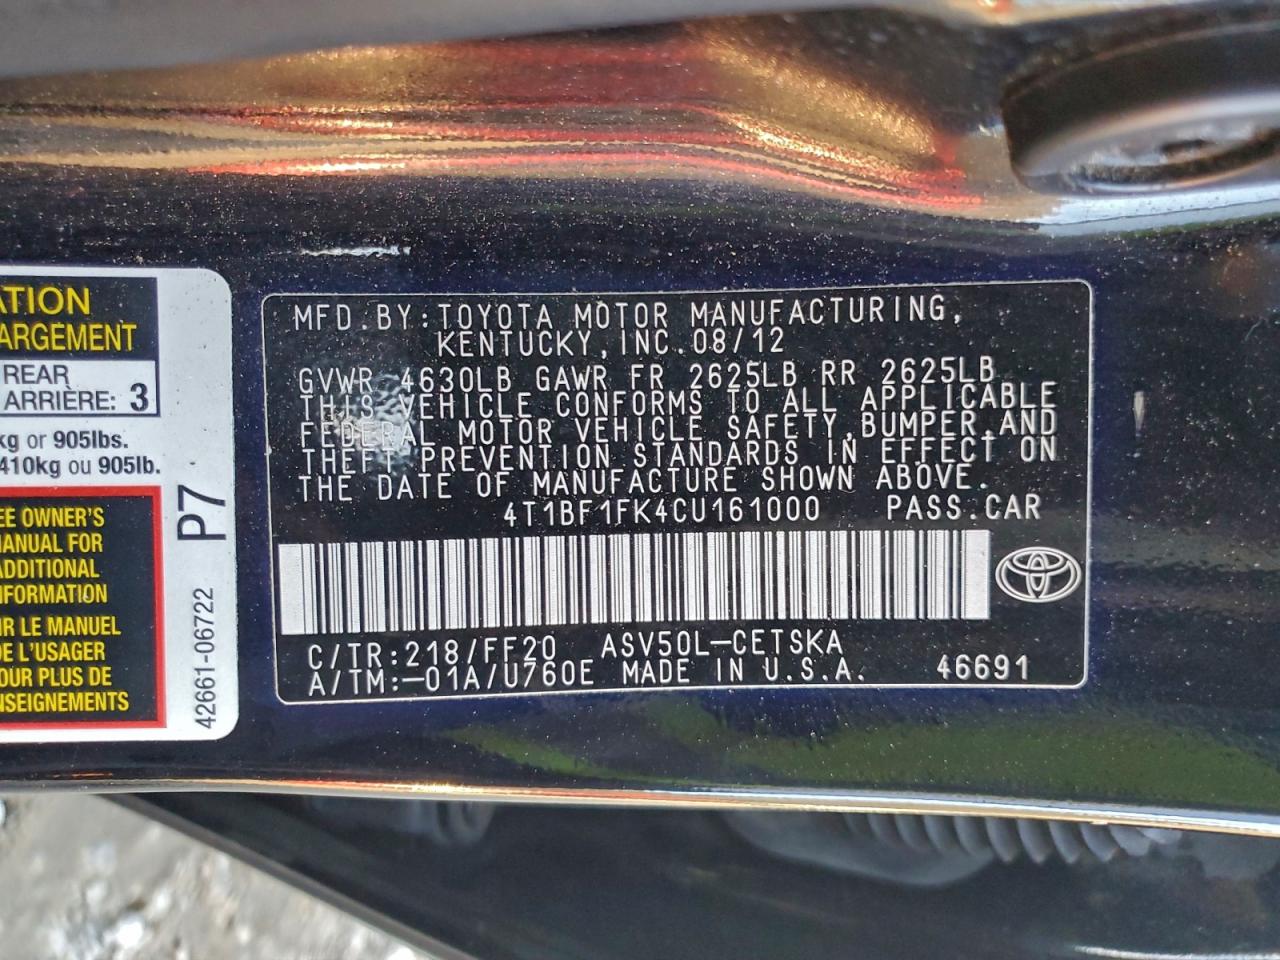 ATION
ARGEMENT
REAR
ARRIÈRE: 3
kg or 905lbs.
410kg ou 905lb.
EE OWNER'S
MANUAL FOR
ADDITIONAL
NFORMATION
IR LE MANUEL
DE L'USAGER
OUR PLUS DE
NSEIGNEMENTS
P7
42661-06722
MFD.BY:TOYOTA MOTOR MANUFACTURING,
KENTUCKY,INC.08/12
GVWR 4630LB GAWR FR 2625LB RR 2625LB
THIS VEHICLE CONFORMS TO ALL APPLICABLE
FEDERAL MOTOR VEHICLE SAFETY,BUMPER,AND
THEFT PREVENTION STANDARDS IN EFFECT ON
THE DATE OF MANUFACTURE SHOWN ABOVE.
4T1BF1FK4CU161000 PASS.CAR
C/TR:218/FF20 ASV50L-CETSKA
A/TM:-01A/U760E MADE IN U.S.A. 46691